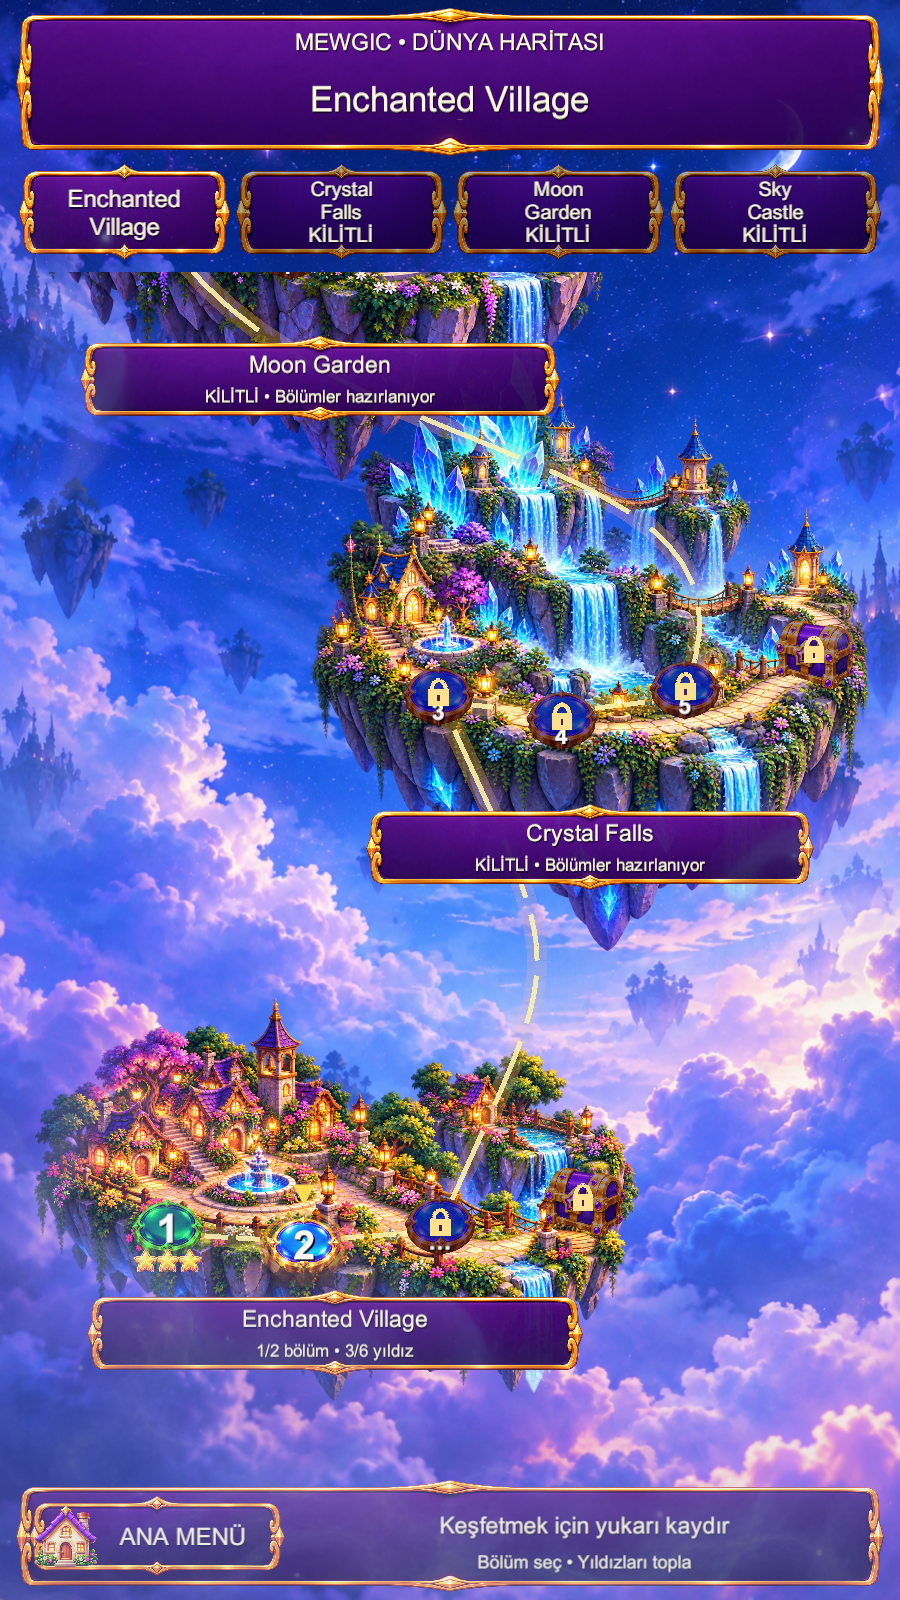 MEWGIC • DÜNYA HARİTASI
Enchanted Village
Enchanted
Village
Crystal
Falls
KİLİTLİ
Moon
Garden
KİLİTLİ
Sky
Castle
KİLİTLİ
Moon Garden
KİLİTLİ • Bölümler hazırlanıyor
3
4
5
Crystal Falls
KİLİTLİ • Bölümler hazırlanıyor
1
2
...
Enchanted Village
1/2 bölüm • 3/6 yıldız
ANA MENÜ
Keşfetmek için yukarı kaydır
Bölüm seç • Yıldızları topla